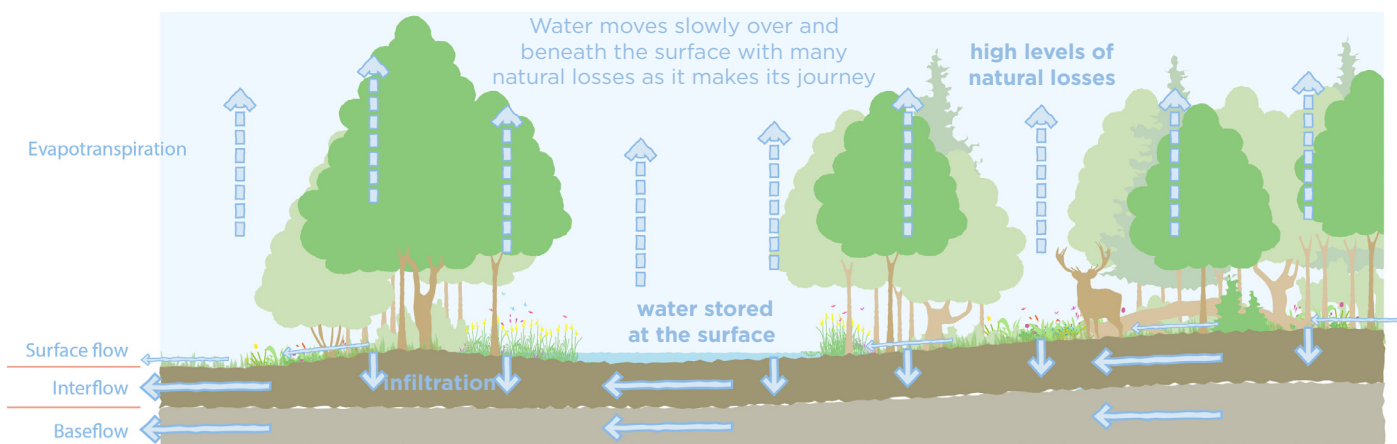 Water moves slowly over and
beneath the surface with many
natural losses as it makes its journey
high levels of
natural losses
Evapotranspiration
water stored
at the surface
Surface flow
infiltration
Interflow
Baseflow